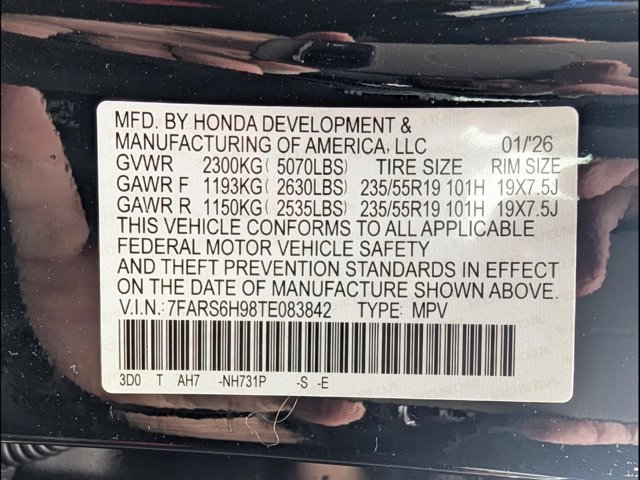 MFD. BY HONDA DEVELOPMENT &
MANUFACTURING OF AMERICA, LLC 01/'26
GVWR 2300KG( 5070LBS) TIRE SIZE RIM SIZE
GAWR F 1193KG( 2630LBS) 235/55R19 101H 19X7.5J
GAWR R 1150KG( 2535LBS) 235/55R19 101H 19X7.5J
THIS VEHICLE CONFORMS TO ALL APPLICABLE
FEDERAL MOTOR VEHICLE SAFETY
AND THEFT PREVENTION STANDARDS IN EFFECT
ON THE DATE OF MANUFACTURE SHOWN ABOVE.
V.I.N.: 7FARS6H98TE083842 TYPE: MPV
3D0 T AH7 -NH731P -S -E